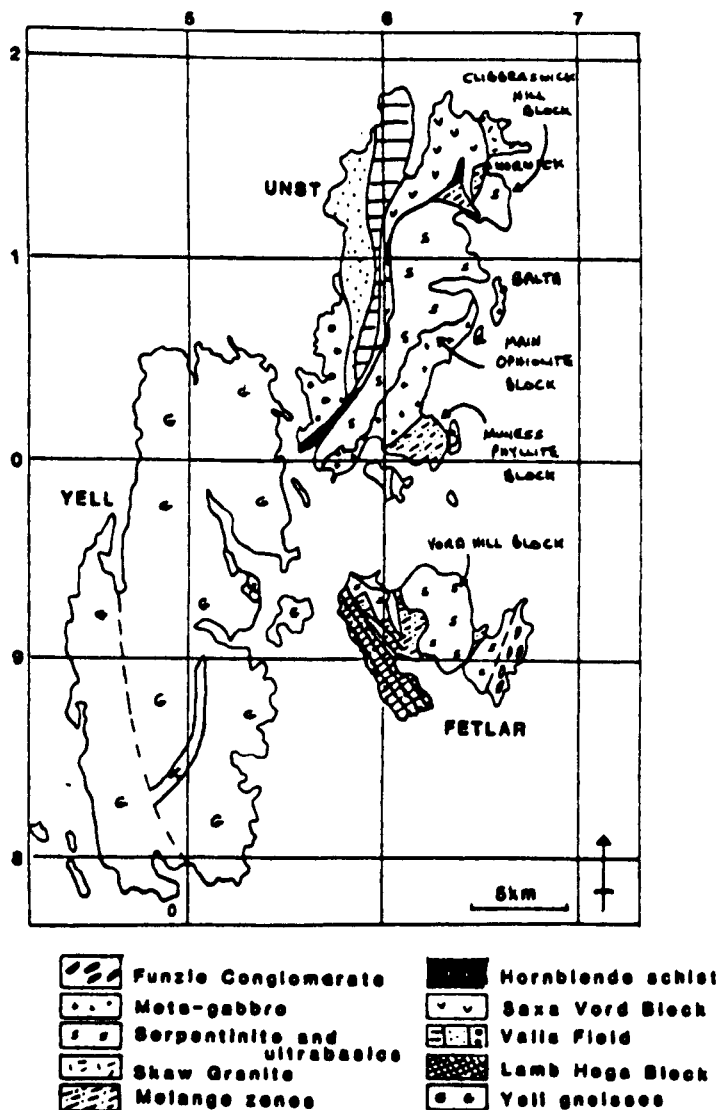 5 6 7
2
CLIBBERSWICK
HILL
BLOCK
NORWICK
UNST
1
BALTA
MAIN
OPHIOLITE
BLOCK
MUNESS
PHYLLITE
BLOCK
0
YELL
VORD HILL BLOCK
9
FETLAR
8
5km
Funzie Conglomerate
Meta-gabbro
Serpentinite and
ultrabasics
Skaw Granite
Melange zones
Hornblende schist
Saxa Vord Block
Valla Field
Lamb Hoga Block
Yell gneisses